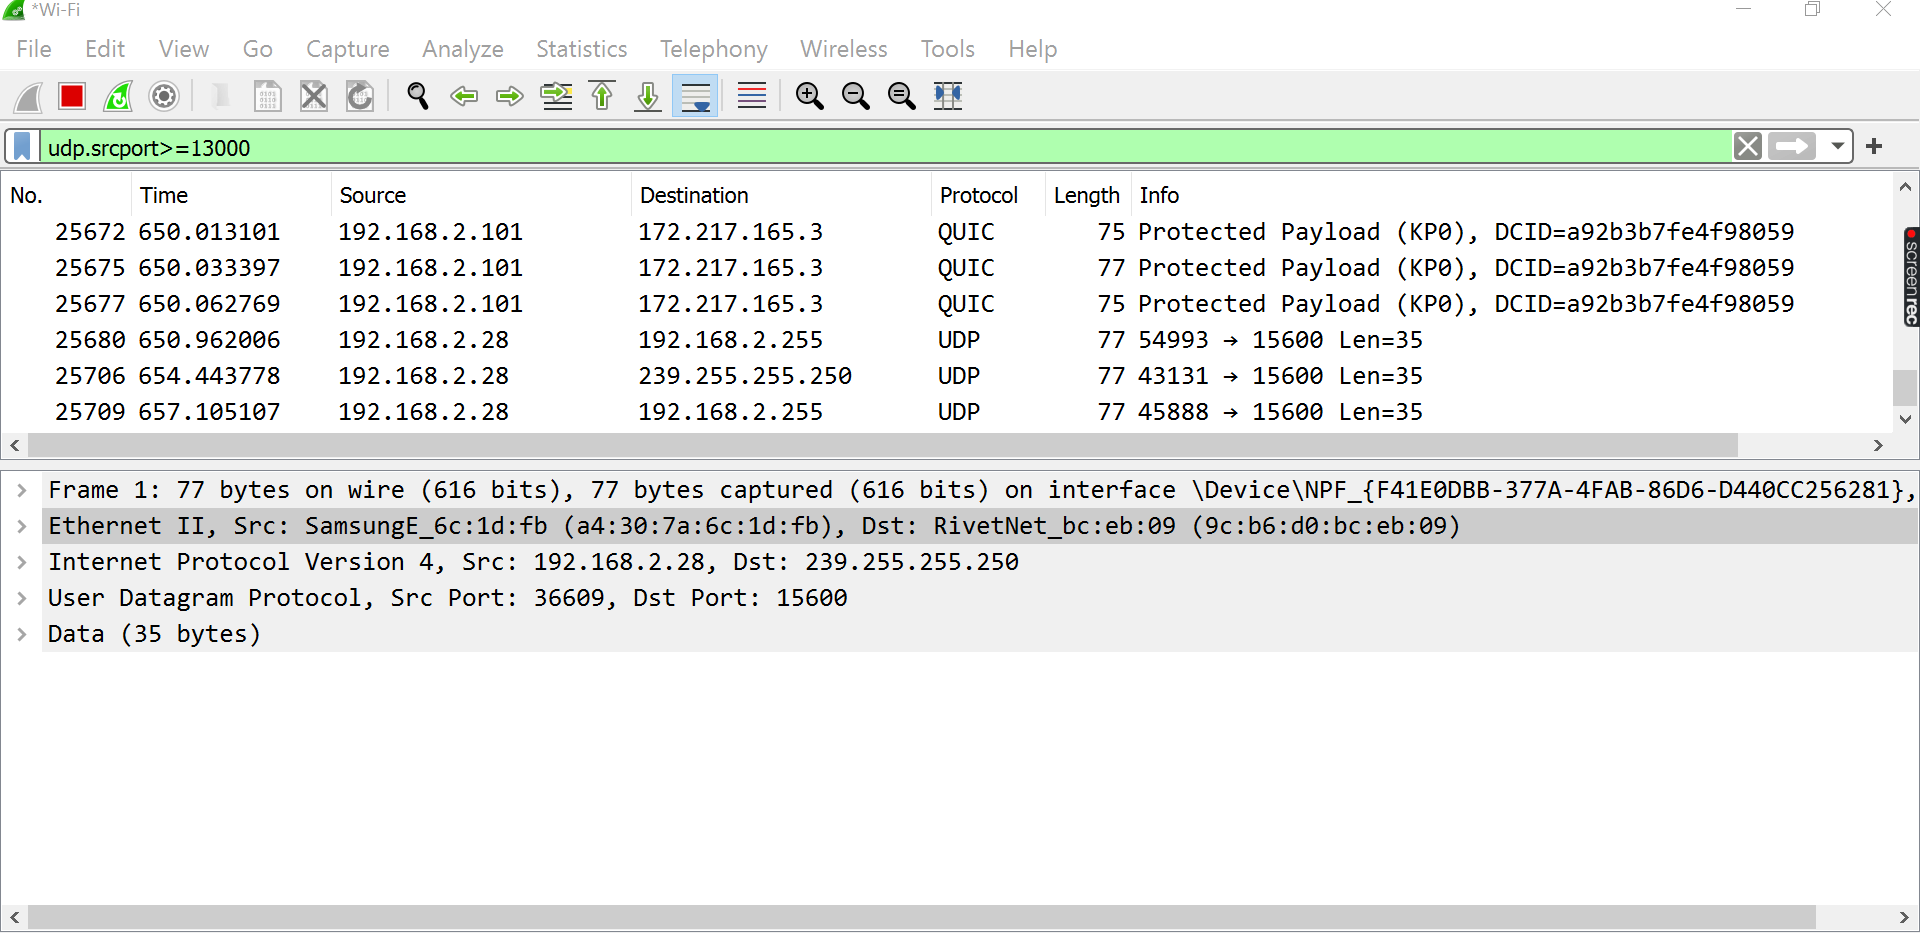 *Wi-Fi
File Edit View Go Capture Analyze Statistics Telephony Wireless Tools Help
udp.srcport>=13000
No. Time Source Destination Protocol Length Info
25672 650.013101 192.168.2.101 172.217.165.3 QUIC 75 Protected Payload (KP0), DCID=a92b3b7fe4f98059
25675 650.033397 192.168.2.101 172.217.165.3 QUIC 77 Protected Payload (KP0), DCID=a92b3b7fe4f98059
25677 650.062769 192.168.2.101 172.217.165.3 QUIC 75 Protected Payload (KP0), DCID=a92b3b7fe4f98059
25680 650.962006 192.168.2.28 192.168.2.255 UDP 77 54993 → 15600 Len=35
25706 654.443778 192.168.2.28 239.255.255.250 UDP 77 43131 → 15600 Len=35
25709 657.105107 192.168.2.28 192.168.2.255 UDP 77 45888 → 15600 Len=35
screenrec
Frame 1: 77 bytes on wire (616 bits), 77 bytes captured (616 bits) on interface \Device\NPF_{F41E0DBB-377A-4FAB-86D6-D440CC256281},
Ethernet II, Src: SamsungE_6c:1d:fb (a4:30:7a:6c:1d:fb), Dst: RivetNet_bc:eb:09 (9c:b6:d0:bc:eb:09)
Internet Protocol Version 4, Src: 192.168.2.28, Dst: 239.255.255.250
User Datagram Protocol, Src Port: 36609, Dst Port: 15600
Data (35 bytes)